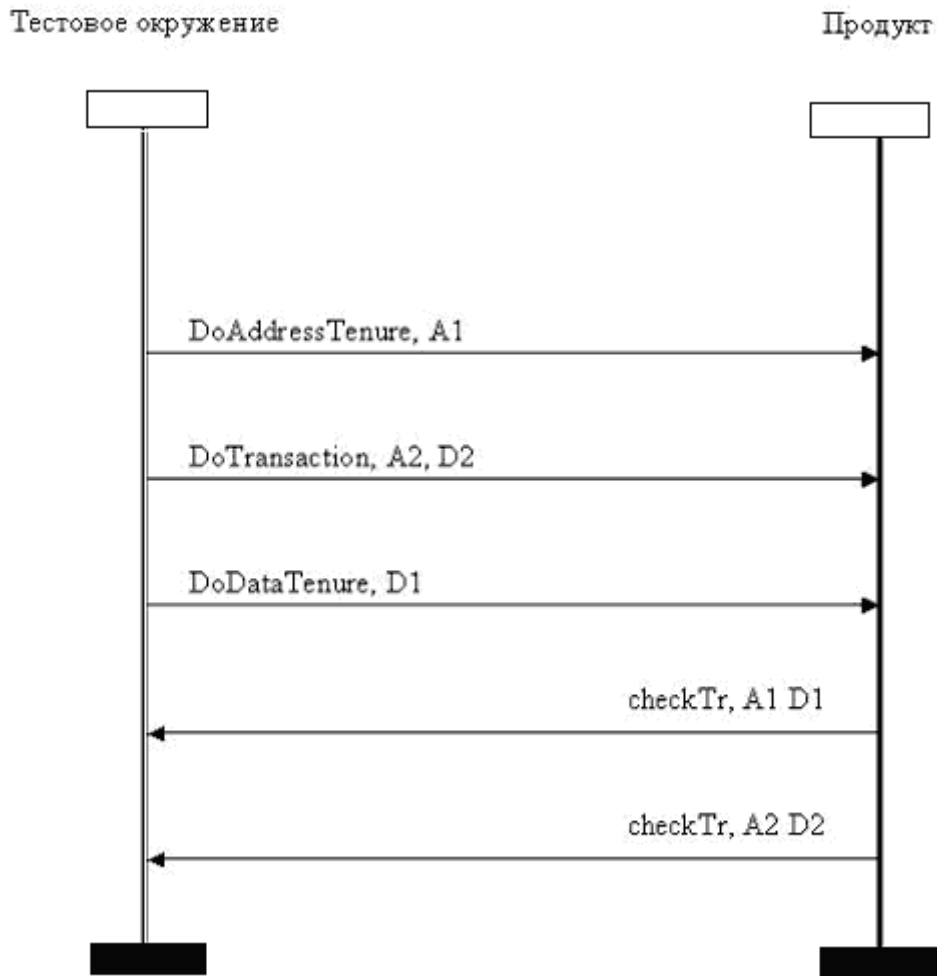 Тестовое окружение
Продукт
DoAddressTenure, A1
DoTransaction, A2, D2
DoDataTenure, D1
checkTr, A1 D1
checkTr, A2 D2